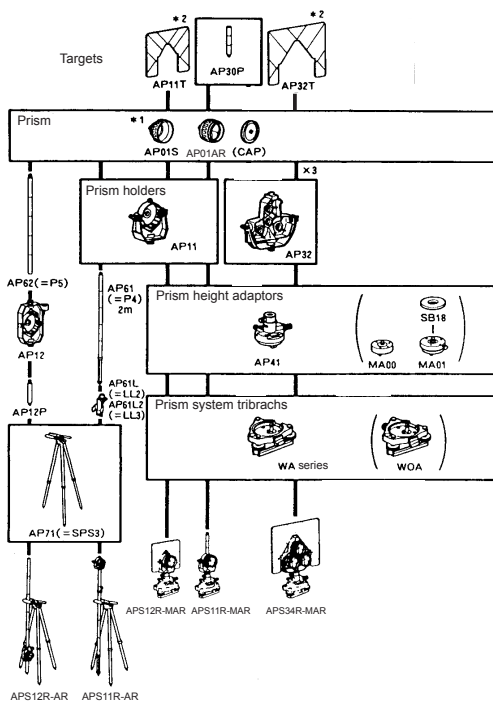 *2
*2
Targets
AP11T
AP30P
AP32T
Prism
*1
AP01S AP01AR (CAP)
×3
Prism holders
AP11
AP32
AP62(=P5)
AP61
(=P4)
2m
Prism height adaptors
SB18
AP41
MA00
MA01
AP12
AP61L
(=LL2)
AP61L2
(=LL3)
AP12P
Prism system tribrachs
WA series
WOA
AP71(=SPS3)
APS12R-MAR APS11R-MAR APS34R-MAR
APS12R-AR APS11R-AR